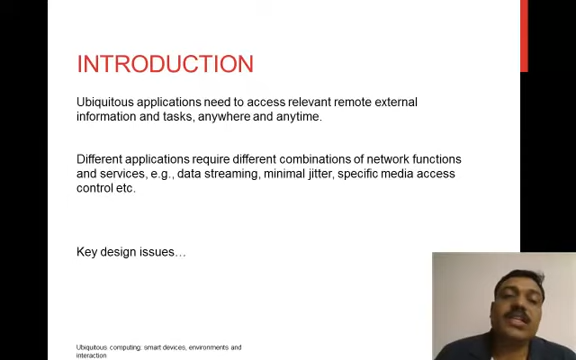 INTRODUCTION
Ubiquitous applications need to access relevant remote external
information and tasks, anywhere and anytime.
Different applications require different combinations of network functions
and services, e.g., data streaming, minimal jitter, specific media access
control etc.
Key design issues…
Ubiquitous computing: smart devices, environments and
interaction